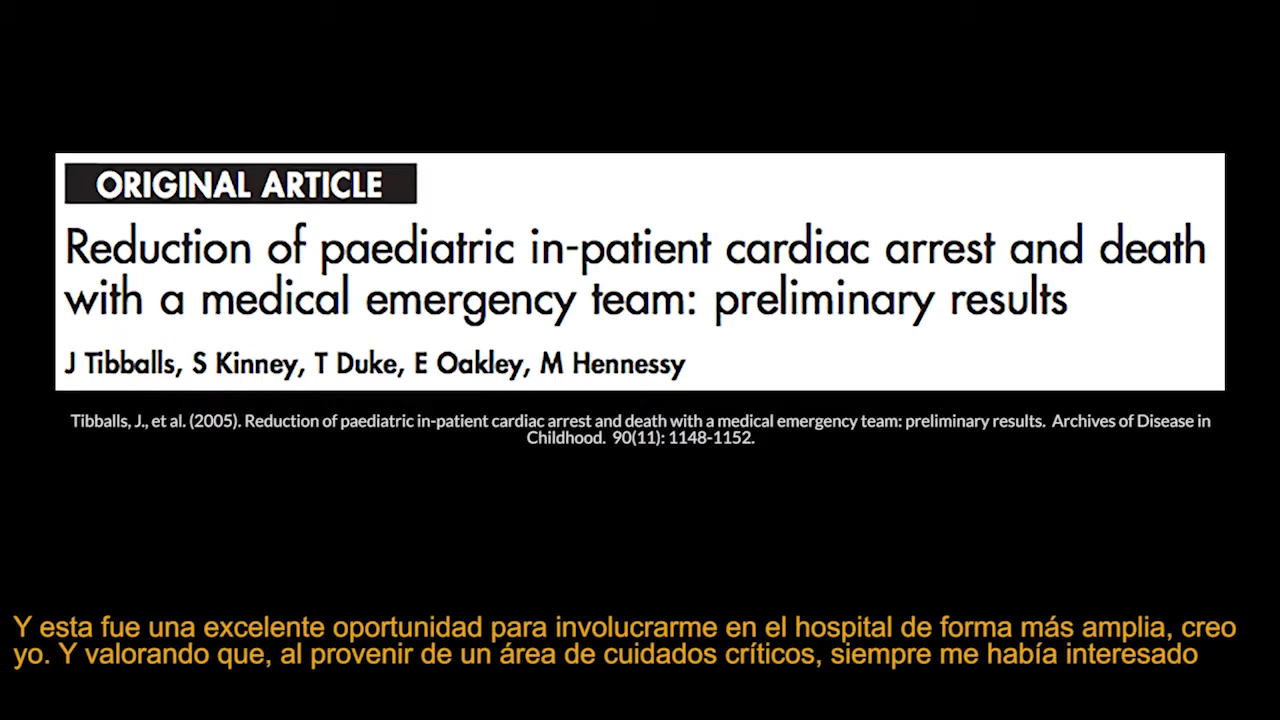 ORIGINAL ARTICLE
Reduction of paediatric in-patient cardiac arrest and death
with a medical emergency team: preliminary results
J Tibballs, S Kinney, T Duke, E Oakley, M Hennessy
Tibballs, J., et al. (2005). Reduction of paediatric in-patient cardiac arrest and death with a medical emergency team: preliminary results. Archives of Disease in
Childhood. 90(11): 1148-1152.
Y esta fue una excelente oportunidad para involucrarme en el hospital de forma más amplia, creo
yo. Y valorando que, al provenir de un área de cuidados críticos, siempre me había interesado